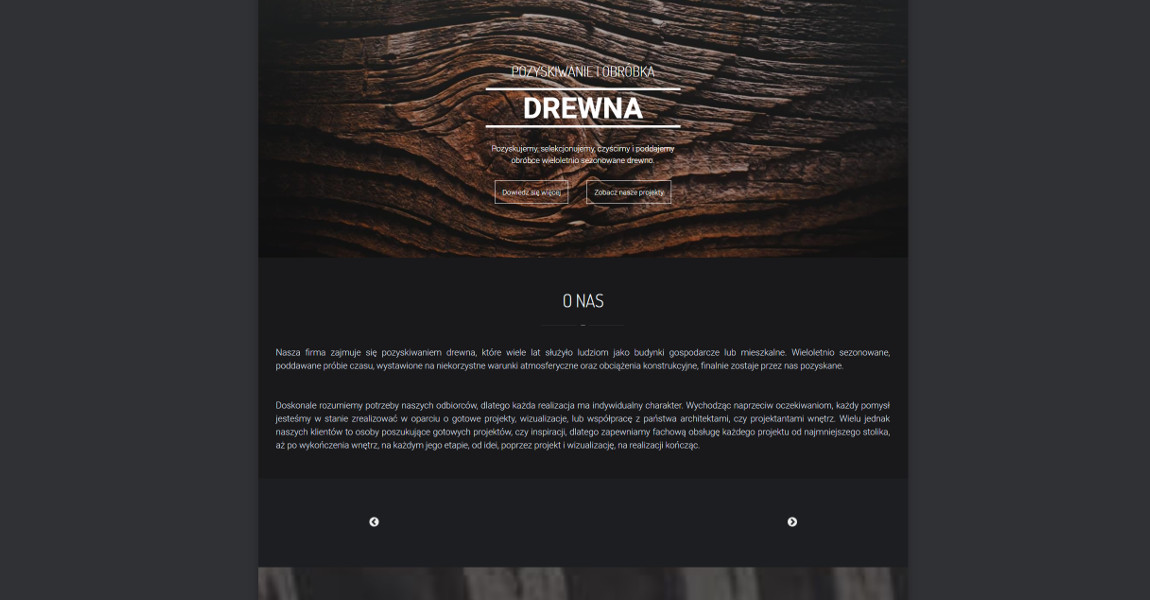 POZYSKIWANIE I OBRÓBKA
DREWNA
Pozyskujemy, selekcjonujemy, czyścimy i poddajemy
obróbce wieloletnio sezonowane drewno.
Dowiedz się więcej
Zobacz nasze projekty
O NAS
Nasza firma zajmuje się pozyskiwaniem drewna, które wiele lat służyło ludziom jako budynki gospodarcze lub mieszkalne. Wieloletnio sezonowane,
poddawane próbie czasu, wystawione na niekorzystne warunki atmosferyczne oraz obciążenia konstrukcyjne, finalnie zostaje przez nas pozyskane.
Doskonale rozumiemy potrzeby naszych odbiorców, dlatego każda realizacja ma indywidualny charakter. Wychodząc naprzeciw oczekiwaniom, każdy pomysł
jesteśmy w stanie zrealizować w oparciu o gotowe projekty, wizualizacje, lub współpracę z państwa architektami, czy projektantami wnętrz. Wielu jednak
naszych klientów to osoby poszukujące gotowych projektów, czy inspiracji, dlatego zapewniamy fachową obsługę każdego projektu od najmniejszego stolika,
aż po wykończenia wnętrz, na każdym jego etapie, od idei, poprzez projekt i wizualizację, na realizacji kończąc.